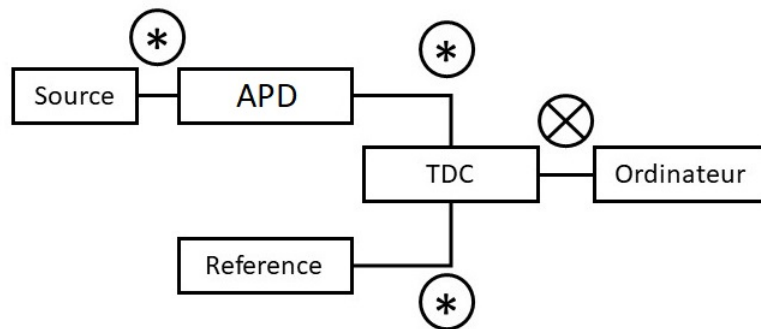 *
*
Source
APD
TDC
Ordinateur
Reference
*